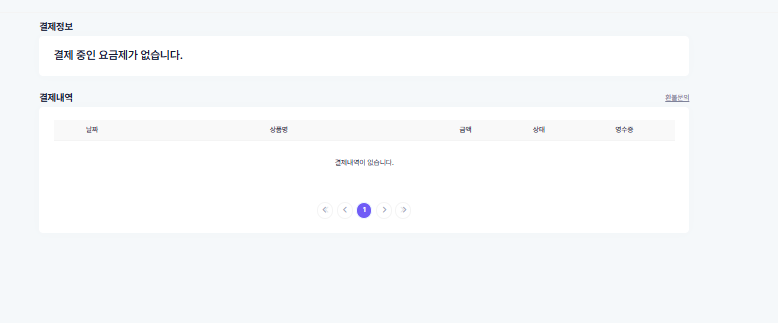 결제정보
결제 중인 요금제가 없습니다.
결제내역 환불문의
날짜 상품명 금액 상태 영수증
결제내역이 없습니다.
1